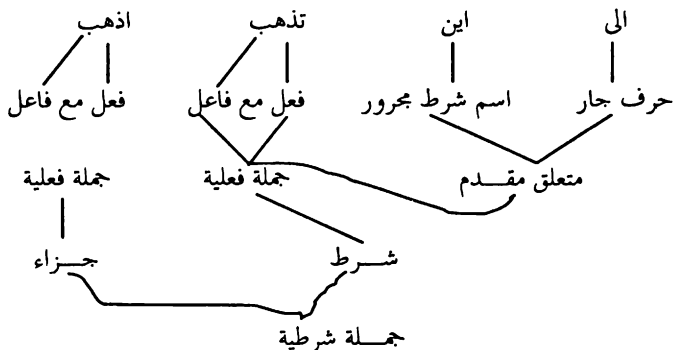 الى اين تذهب اذهب
حرف جار اسم شرط مجرور فعل مع فاعل فعل مع فاعل
متعلق مقدم جملة فعلية جملة فعلية
شرط جزاء
جملة شرطية